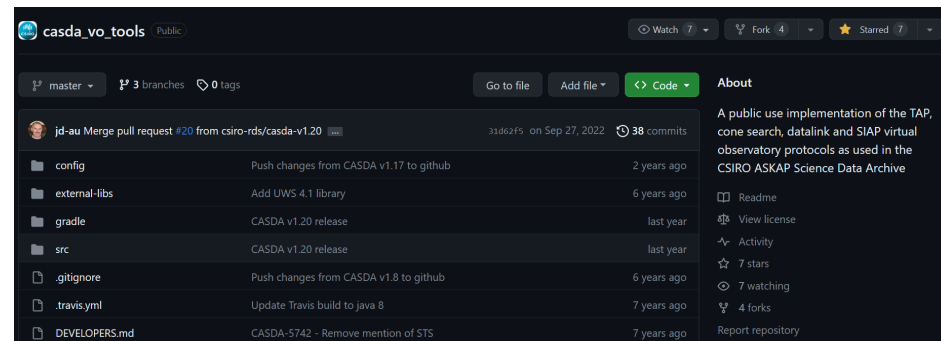 casda_vo_tools Public
Watch 7 Fork 4 Starred 7
master 3 branches 0 tags Go to file Add file <> Code
jd-au Merge pull request #20 from csiro-rds/casda-v1.20 ... 31d62f5 on Sep 27, 2022 38 commits
config Push changes from CASDA v1.17 to github 2 years ago
external-libs Add UWS 4.1 library 6 years ago
gradle CASDA v1.20 release last year
src CASDA v1.20 release last year
.gitignore Push changes from CASDA v1.8 to github 6 years ago
.travis.yml Update Travis build to java 8 7 years ago
DEVELOPERS.md CASDA-5742 - Remove mention of STS 7 years ago
About
A public use implementation of the TAP,
cone search, datalink and SIAP virtual
observatory protocols as used in the
CSIRO ASKAP Science Data Archive
Readme
View license
Activity
7 stars
7 watching
4 forks
Report repository